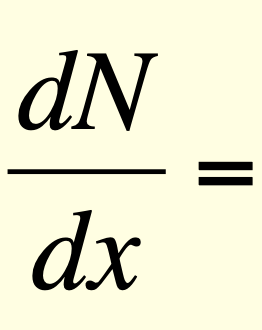 dN
dx =